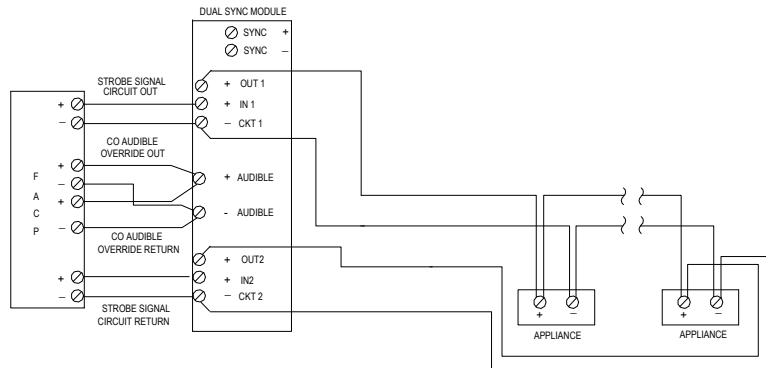 DUAL SYNC MODULE
SYNC +
SYNC –
STROBE SIGNAL
CIRCUIT OUT
+ OUT 1
+ + IN 1
– – CKT 1
CO AUDIBLE
OVERRIDE OUT
+
F –
A +
C
P –
+ AUDIBLE
- AUDIBLE
CO AUDIBLE
OVERRIDE RETURN
+ OUT2
+ + IN2
– – CKT 2
STROBE SIGNAL
CIRCUIT RETURN
+ –
APPLIANCE
+ –
APPLIANCE